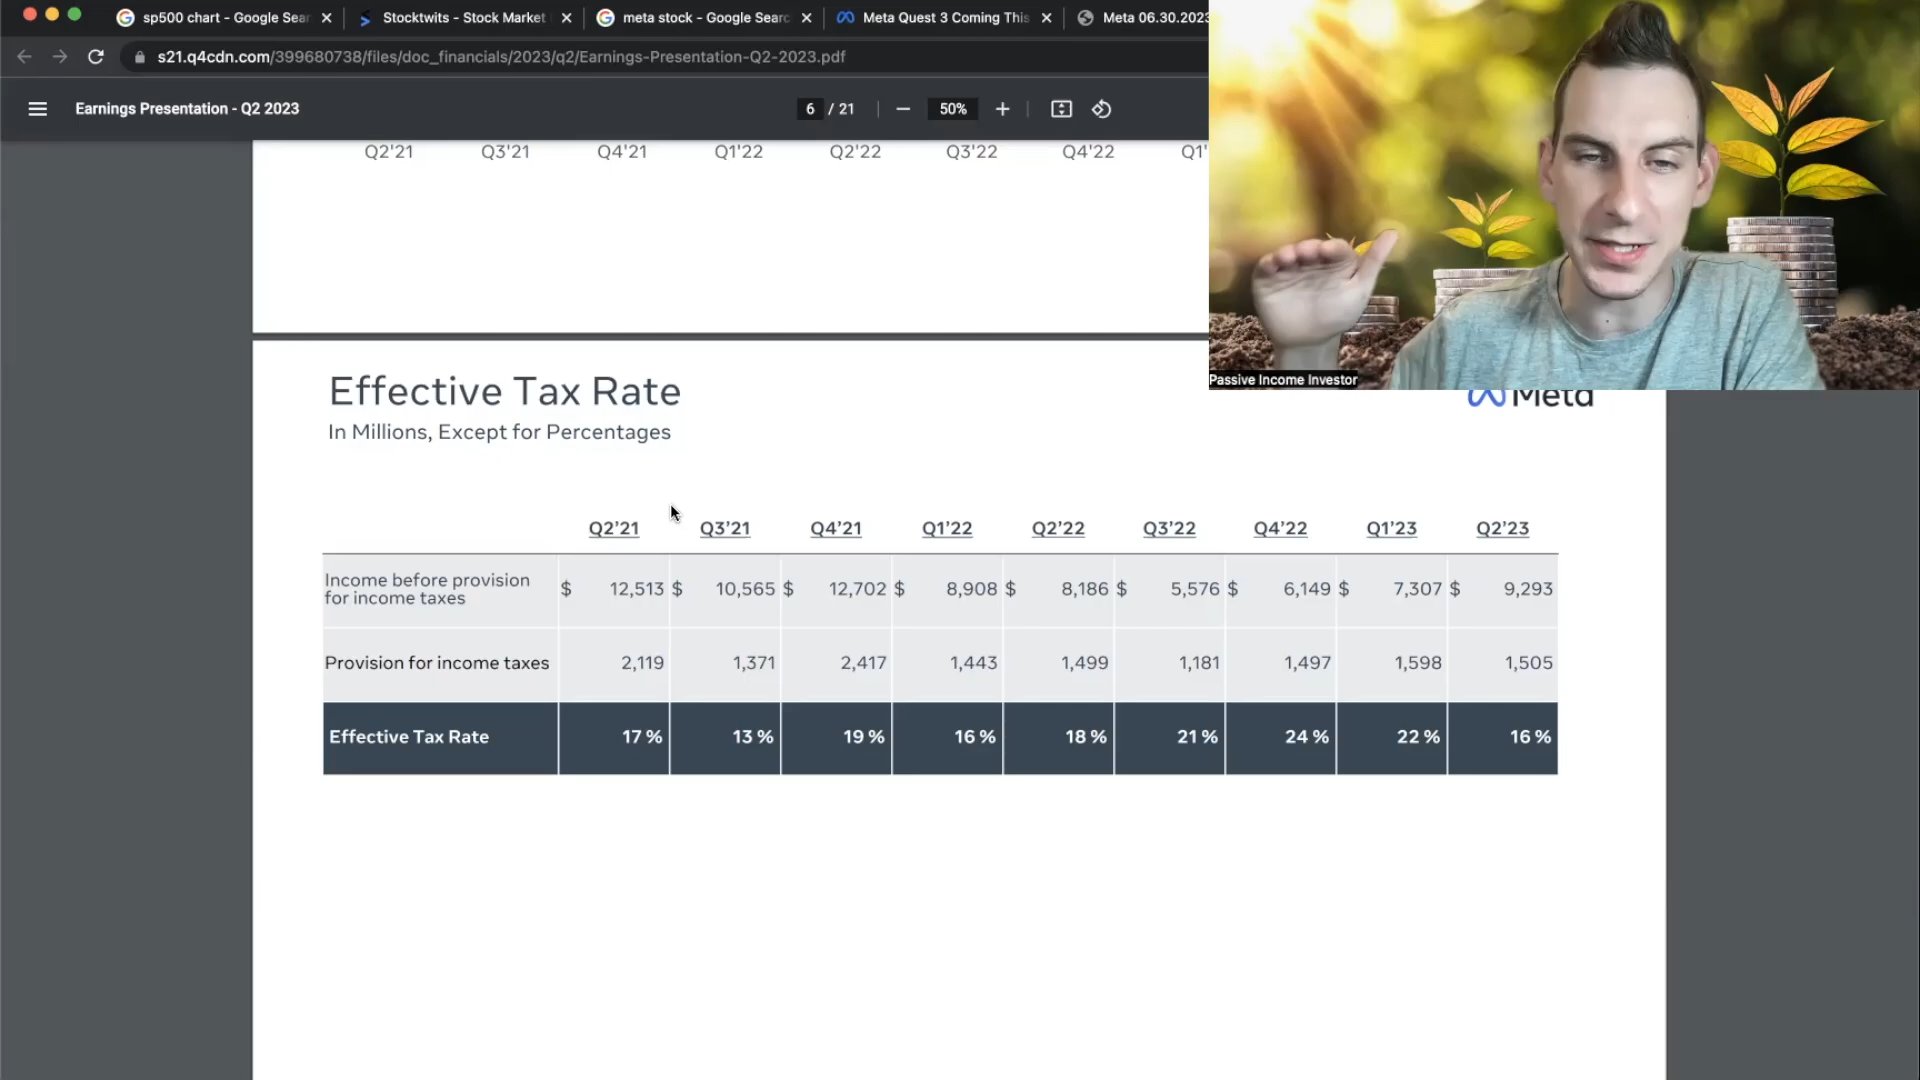 sp500 chart - Google Sear
Stocktwits - Stock Market
meta stock - Google Searc
Meta Quest 3 Coming This
Meta 06.30.2023
s21.q4cdn.com/399680738/files/doc_financials/2023/q2/Earnings-Presentation-Q2-2023.pdf
Earnings Presentation - Q2 2023
6 / 21
50%
Q2'21 Q3'21 Q4'21 Q1'22 Q2'22 Q3'22 Q4'22 Q1'
Passive Income Investor
Meta
Effective Tax Rate
In Millions, Except for Percentages
Q2'21 Q3'21 Q4'21 Q1'22 Q2'22 Q3'22 Q4'22 Q1'23 Q2'23
Income before provision
for income taxes $ 12,513 $ 10,565 $ 12,702 $ 8,908 $ 8,186 $ 5,576 $ 6,149 $ 7,307 $ 9,293
Provision for income taxes 2,119 1,371 2,417 1,443 1,499 1,181 1,497 1,598 1,505
Effective Tax Rate 17 % 13 % 19 % 16 % 18 % 21 % 24 % 22 % 16 %